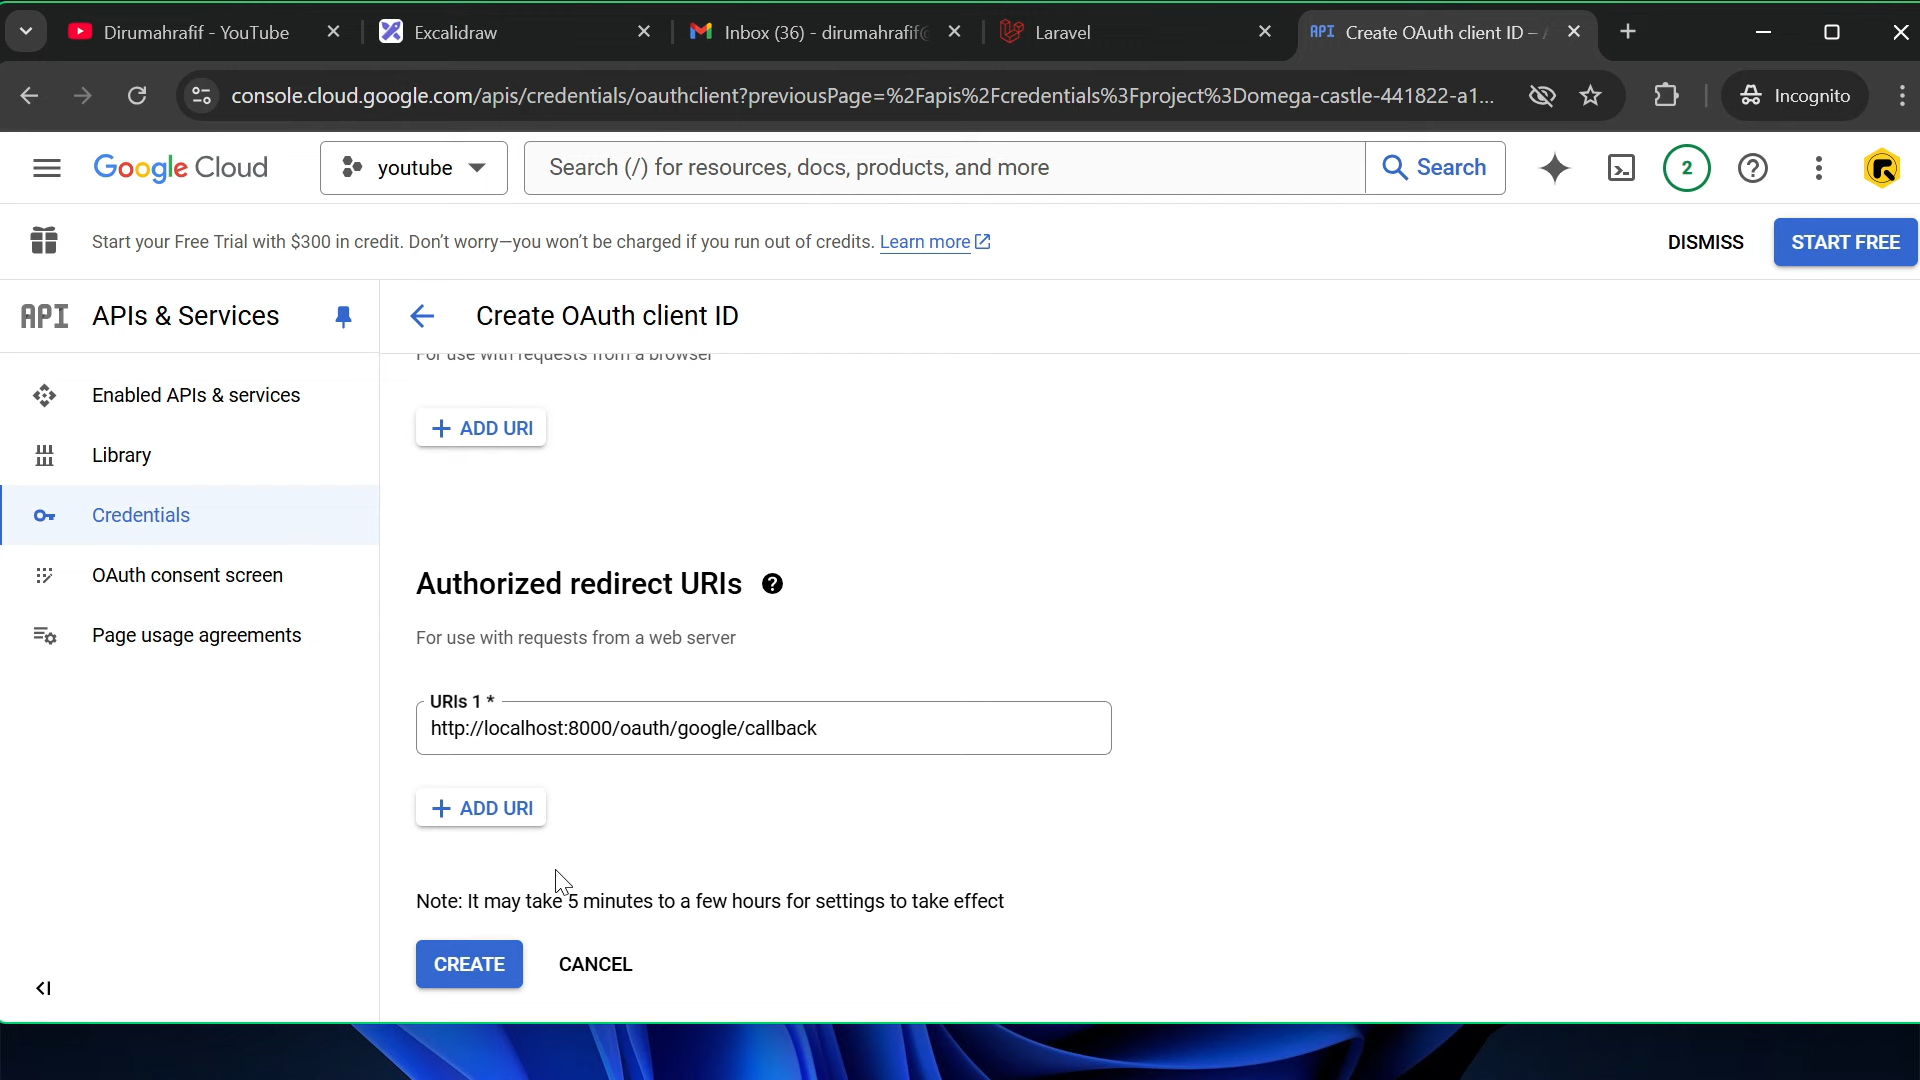 Dirumahrafif - YouTube
Excalidraw
Inbox (36) - dirumahrafif@
Laravel
API Create OAuth client ID –
console.cloud.google.com/apis/credentials/oauthclient?previousPage=%2Fapis%2Fcredentials%3Fproject%3Domega-castle-441822-a1...
Incognito
Google Cloud
youtube
Search (/) for resources, docs, products, and more
Search
2
Start your Free Trial with $300 in credit. Don’t worry—you won’t be charged if you run out of credits. Learn more
DISMISS
START FREE
API APIs & Services
Create OAuth client ID
For use with requests from a browser
Enabled APIs & services
+ ADD URI
Library
Credentials
OAuth consent screen
Authorized redirect URIs
Page usage agreements
For use with requests from a web server
URIs 1 *
http://localhost:8000/oauth/google/callback
+ ADD URI
Note: It may take 5 minutes to a few hours for settings to take effect
CREATE
CANCEL